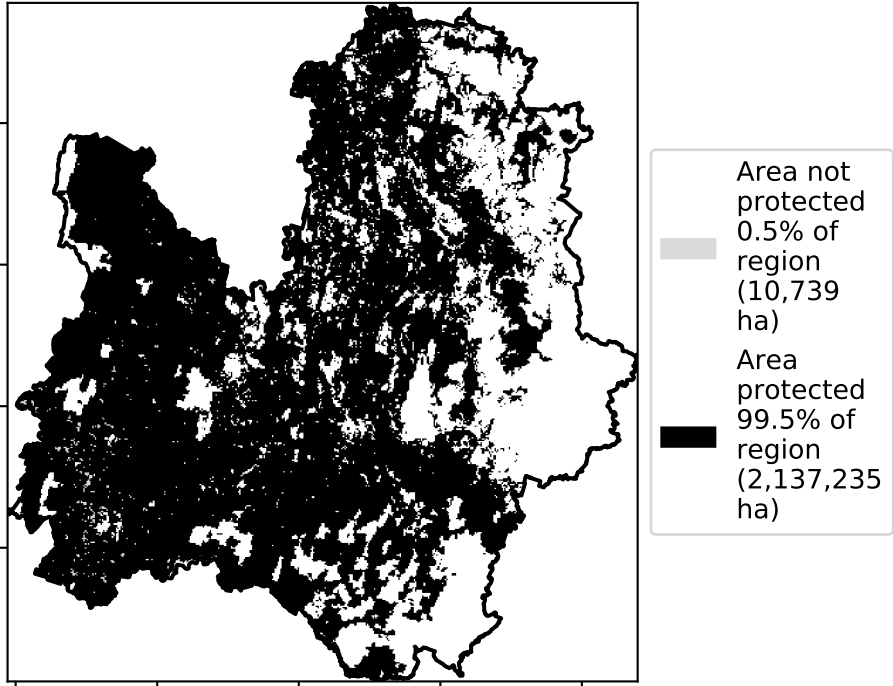 Area not
protected
0.5% of
region
(10,739
ha)
Area
protected
99.5% of
region
(2,137,235
ha)